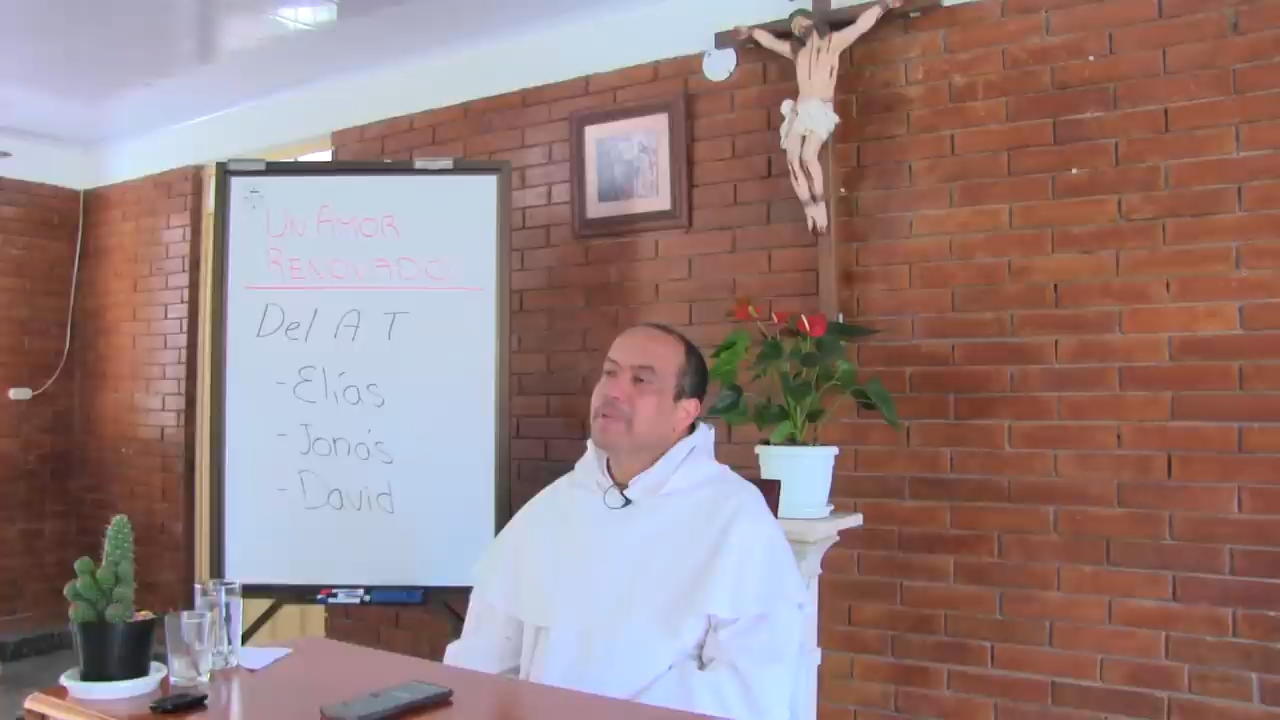 UN AMOR
RENOVADO
Del A T
- Elías
- Jonás
- David